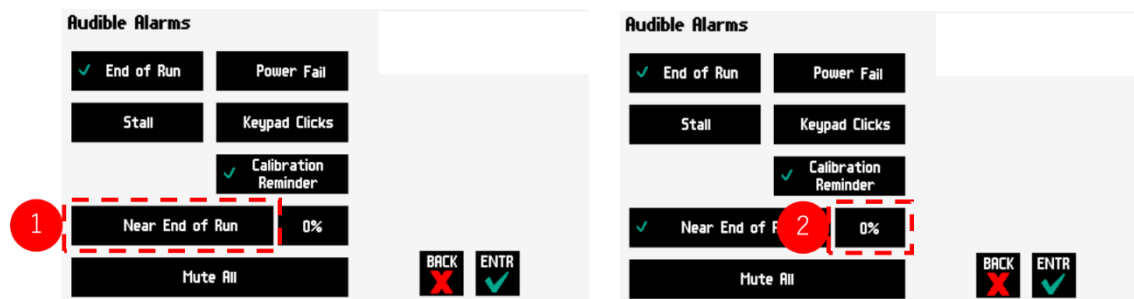 Audible Alarms
End of Run
Power Fail
Stall
Keypad Clicks
Calibration
Reminder
1
Near End of Run
0%
Mute All
BACK
ENTR
Audible Alarms
End of Run
Power Fail
Stall
Keypad Clicks
Calibration
Reminder
Near End of
2
0%
Mute All
BACK
ENTR